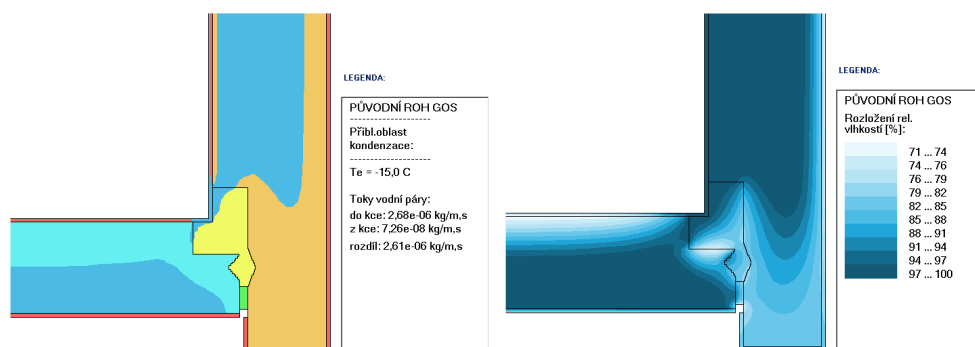 LEGENDA:
PŮVODNÍ ROH GOS
--------------------
Přibl.oblast
kondenzace:
--------------------
Te = -15,0 C
Toky vodní páry:
do kce: 2,68e-06 kg/m,s
z kce: 7,26e-08 kg/m,s
rozdíl: 2,61e-06 kg/m,s
LEGENDA:
PŮVODNÍ ROH GOS
Rozložení rel.
vlhkostí [%]:
71 ... 74
74 ... 76
76 ... 79
79 ... 82
82 ... 85
85 ... 88
88 ... 91
91 ... 94
94 ... 97
97 ... 100